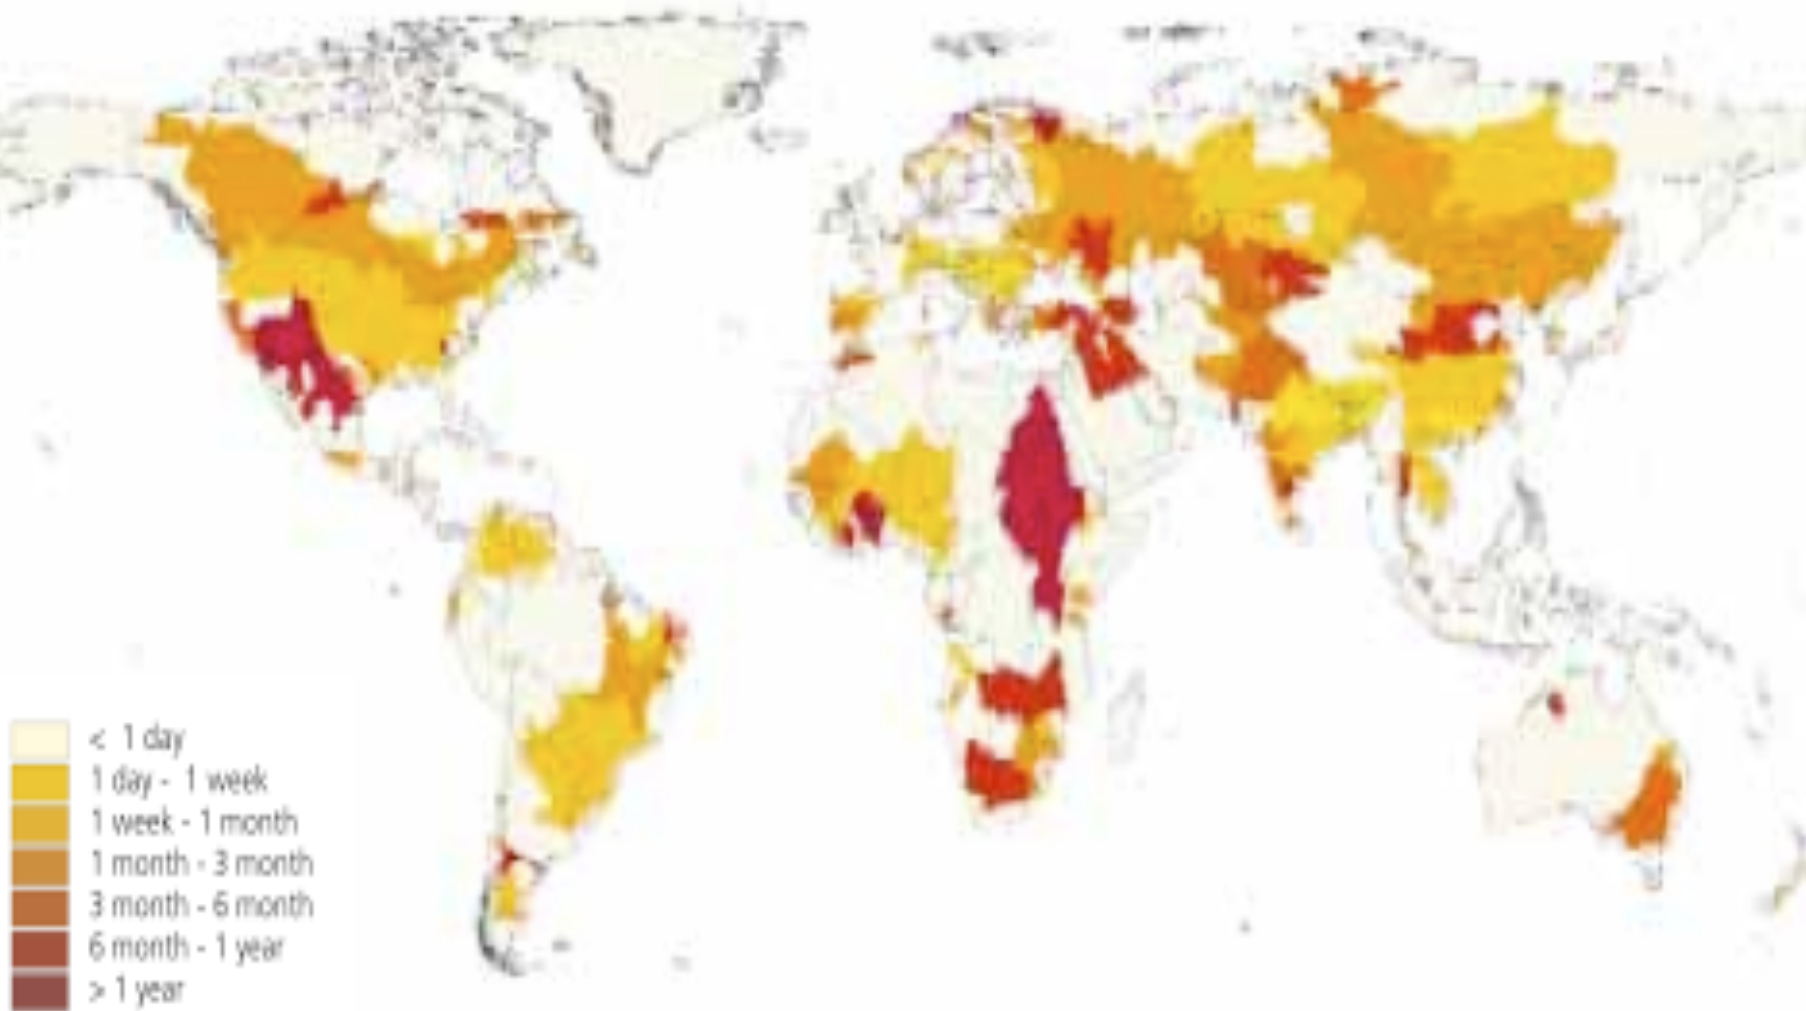 < 1 day
1 day - 1 week
1 week - 1 month
1 month - 3 month
3 month - 6 month
6 month - 1 year
> 1 year